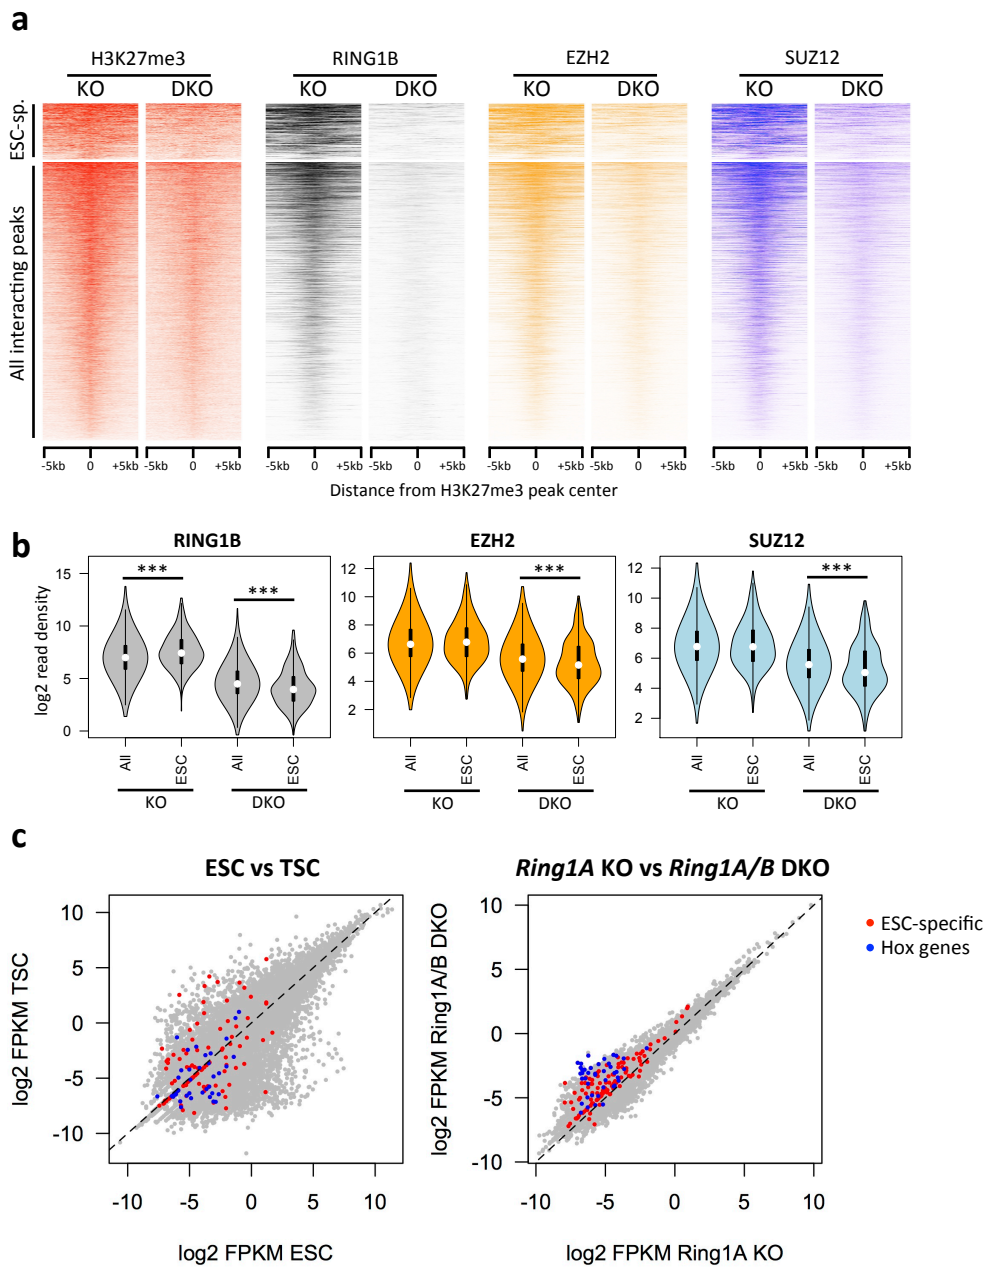 a
H3K27me3 RING1B EZH2 SUZ12
KO DKO KO DKO KO DKO KO DKO
ESC-sp.
All interacting peaks
-5kb 0 +5kb -5kb 0 +5kb -5kb 0 +5kb -5kb 0 +5kb -5kb 0 +5kb -5kb 0 +5kb -5kb 0 +5kb -5kb 0 +5kb
Distance from H3K27me3 peak center
b
RING1B EZH2 SUZ12
log2 read density
15
10
5
0
*** ***
All ESC All ESC
KO DKO
12
10
8
6
4
2
***
All ESC All ESC
KO DKO
12
10
8
6
4
2
***
All ESC All ESC
KO DKO
c
ESC vs TSC
log2 FPKM TSC
10
5
0
-5
-10
-10 -5 0 5 10
log2 FPKM ESC
Ring1A KO vs Ring1A/B DKO
log2 FPKM Ring1A/B DKO
10
5
0
-5
-10
-10 -5 0 5 10
log2 FPKM Ring1A KO
ESC-specific
Hox genes